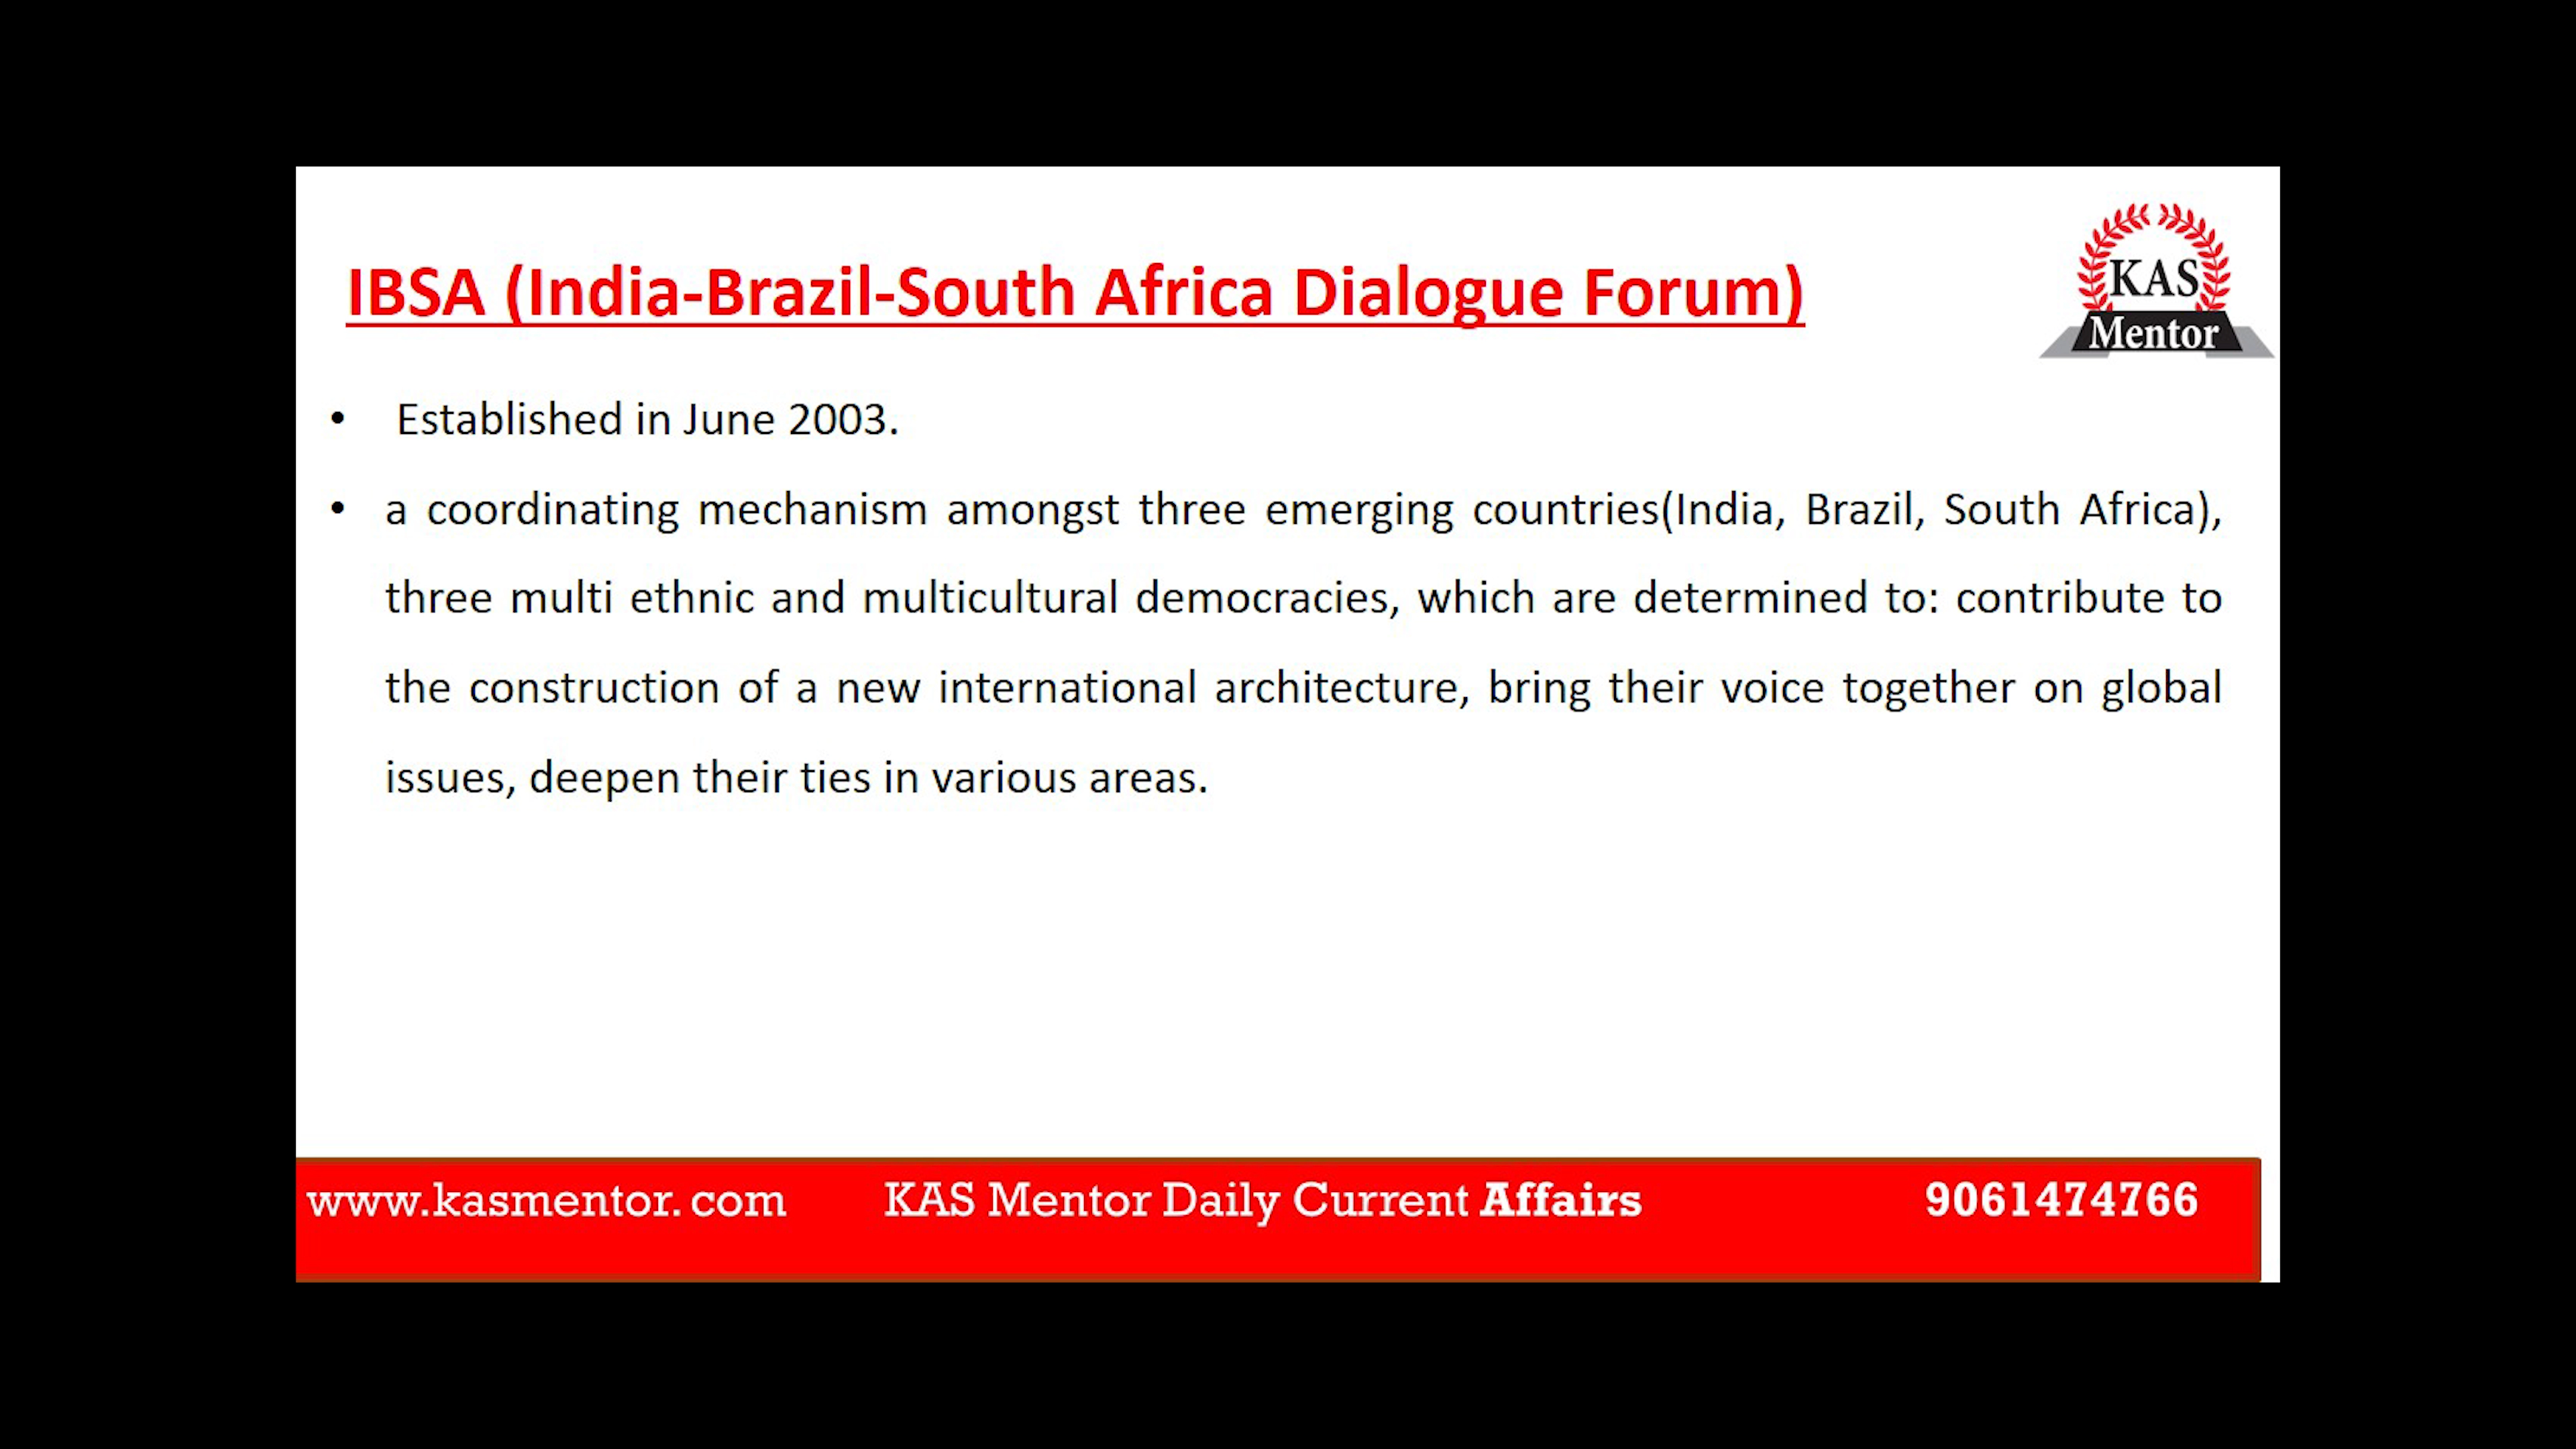 IBSA (India-Brazil-South Africa Dialogue Forum)
KAS
Mentor
• Established in June 2003.
• a coordinating mechanism amongst three emerging countries(India, Brazil, South Africa),
three multi ethnic and multicultural democracies, which are determined to: contribute to
the construction of a new international architecture, bring their voice together on global
issues, deepen their ties in various areas.
www.kasmentor. com KAS Mentor Daily Current Affairs 9061474766